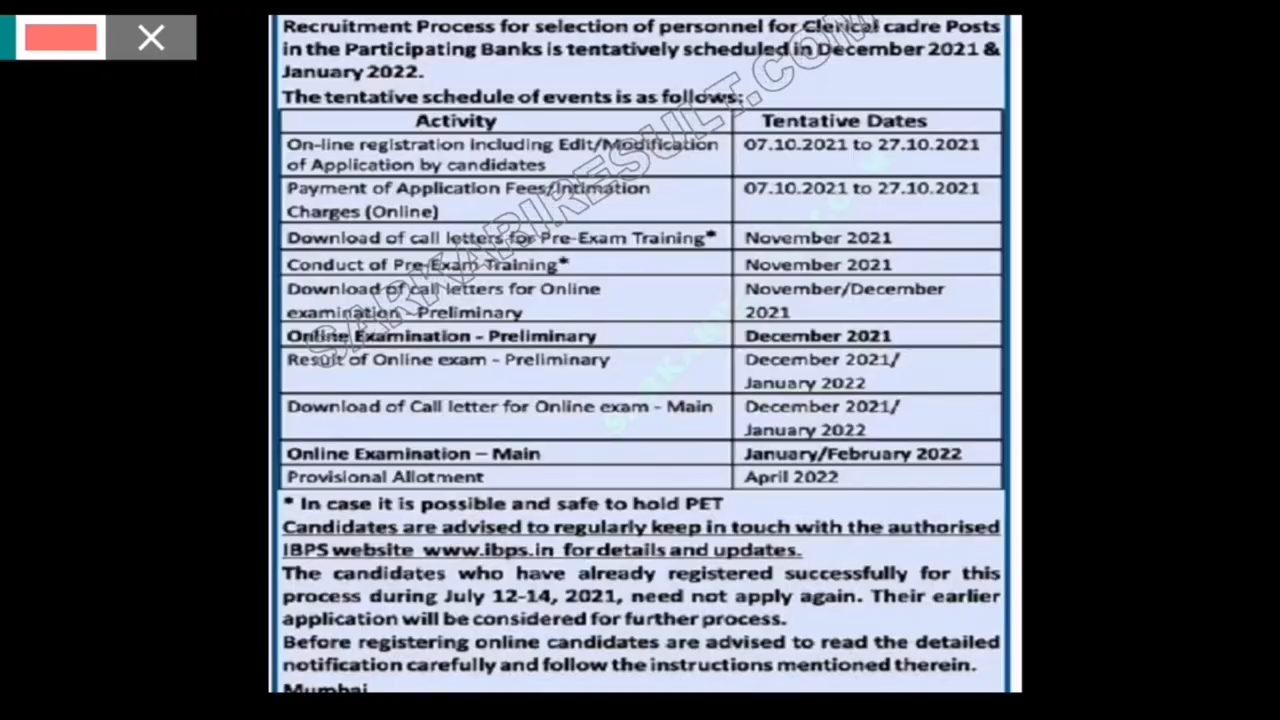 Recruitment Process for selection of personnel for Clerical cadre Posts
in the Participating Banks is tentatively scheduled in December 2021 &
January 2022.
The tentative schedule of events is as follows:
Activity Tentative Dates
On-line registration including Edit/Modification
of Application by candidates
07.10.2021 to 27.10.2021
Payment of Application Fees/Intimation
Charges (Online)
07.10.2021 to 27.10.2021
Download of call letters for Pre-Exam Training* November 2021
Conduct of Pre-Exam Training* November 2021
Download of call letters for Online
examination - Preliminary
November/December
2021
Online Examination - Preliminary December 2021
Result of Online exam - Preliminary
December 2021/
January 2022
Download of Call letter for Online exam - Main
December 2021/
January 2022
Online Examination – Main January/February 2022
Provisional Allotment April 2022
* In case it is possible and safe to hold PET
Candidates are advised to regularly keep in touch with the authorised
IBPS website www.ibps.in for details and updates.
The candidates who have already registered successfully for this
process during July 12-14, 2021, need not apply again. Their earlier
application will be considered for further process.
Before registering online candidates are advised to read the detailed
notification carefully and follow the instructions mentioned therein.
Mumbai
SARKARIRESULT.COM